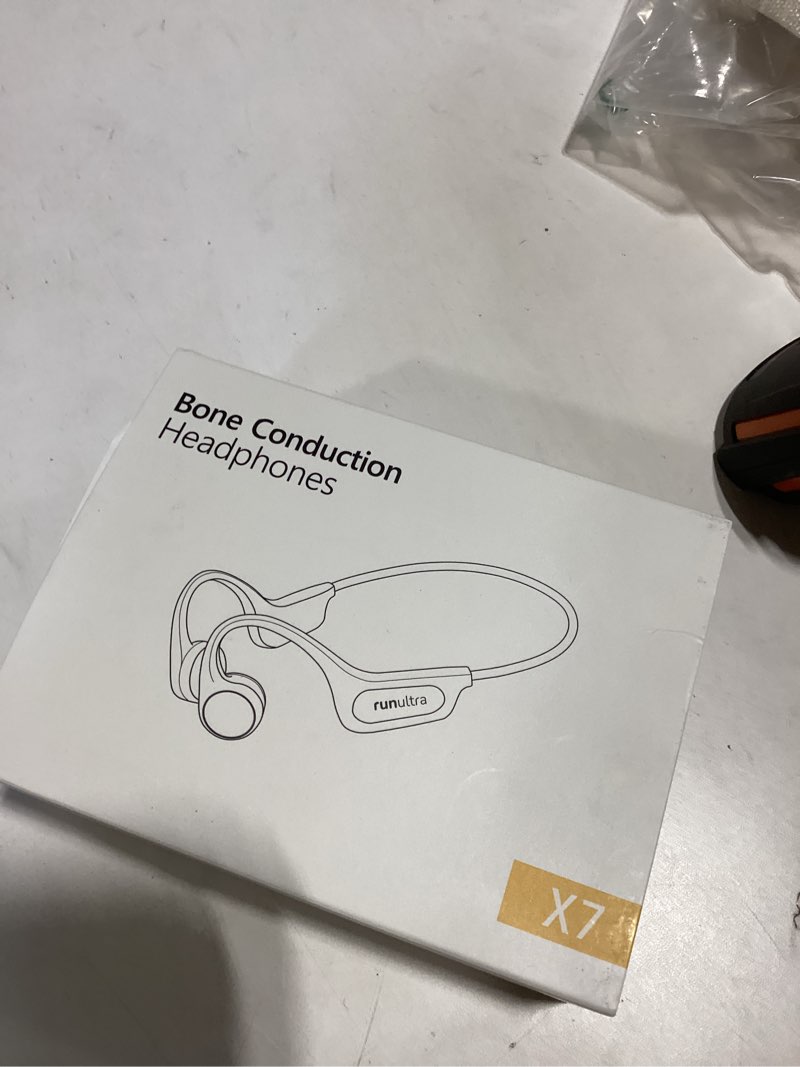 Bone Conduction
Headphones
runultra
X7